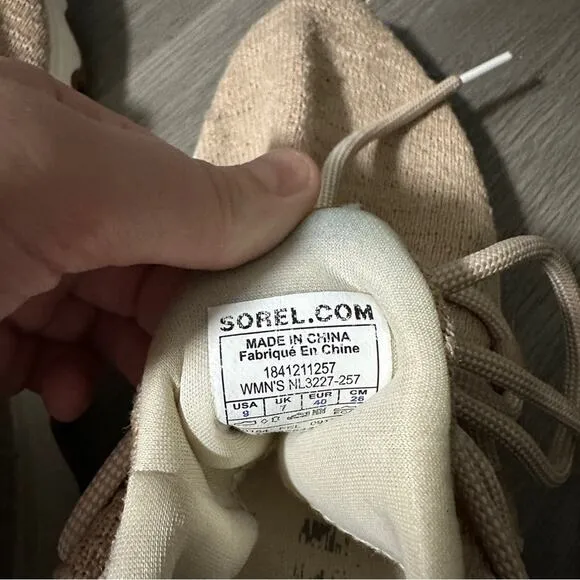 SOREL.COM
MADE IN CHINA
Fabriqué En Chine
1841211257
WMN'S NL3227-257
USA UK EUR CM
9 7 40 26